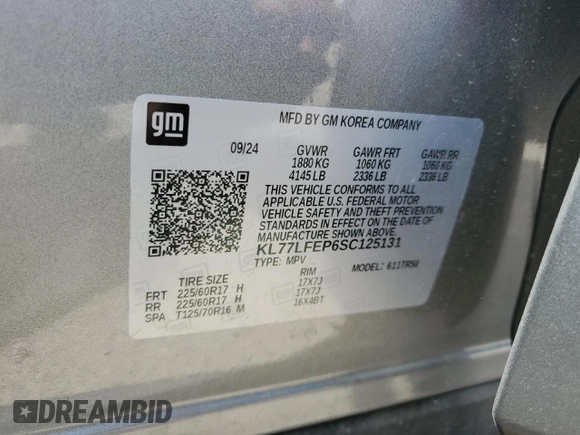 gm
MFD BY GM KOREA COMPANY
09/24 GVWR GAWR FRT GAWR RR
1880 KG 1060 KG 1060 KG
4145 LB 2336 LB 2336 LB
THIS VEHICLE CONFORMS TO ALL
APPLICABLE U.S. FEDERAL MOTOR
VEHICLE SAFETY AND THEFT PREVENTION
STANDARDS IN EFFECT ON THE DATE OF
MANUFACTURE SHOWN ABOVE.
KL77LFEP6SC125131
TYPE: MPV MODEL: 611TR58
TIRE SIZE RIM
FRT 225/60R17 H 17X7J
RR 225/60R17 H 17X7J
SPA T125/70R16 M 16X4BT
DREAMBID